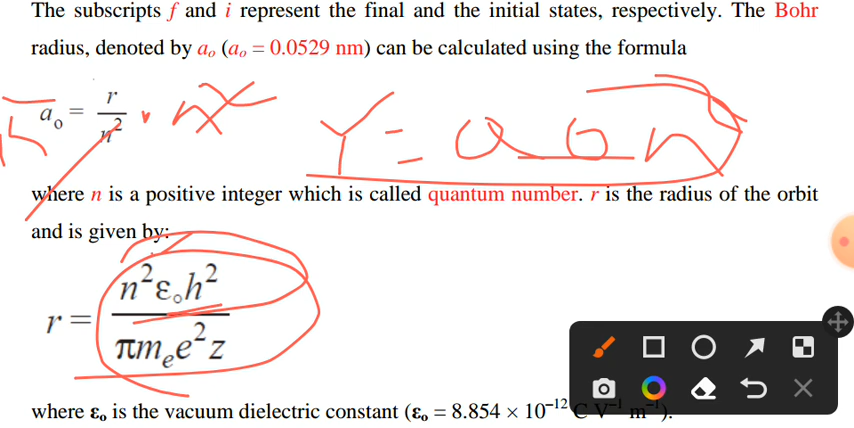 The subscripts f and i represent the final and the initial states, respectively. The Bohr
radius, denoted by aₒ (aₒ = 0.0529 nm) can be calculated using the formula
aₒ = r / n²
where n is a positive integer which is called quantum number. r is the radius of the orbit
and is given by:
r = n²εₒh² / πmₑe²z
where εₒ is the vacuum dielectric constant (εₒ = 8.854 × 10⁻¹² C V⁻¹ m⁻¹).